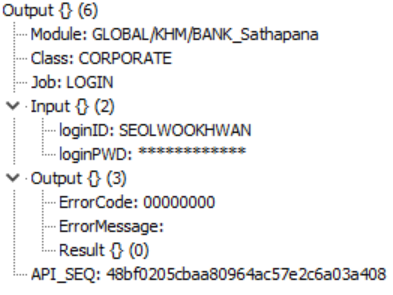 Output {} (6)
Module: GLOBAL/KHM/BANK_Sathapana
Class: CORPORATE
Job: LOGIN
Input {} (2)
loginID: SEOLWOOKHWAN
loginPWD: ************
Output {} (3)
ErrorCode: 00000000
ErrorMessage:
Result {} (0)
API_SEQ: 48bf0205cbaa80964ac57e2c6a03a408